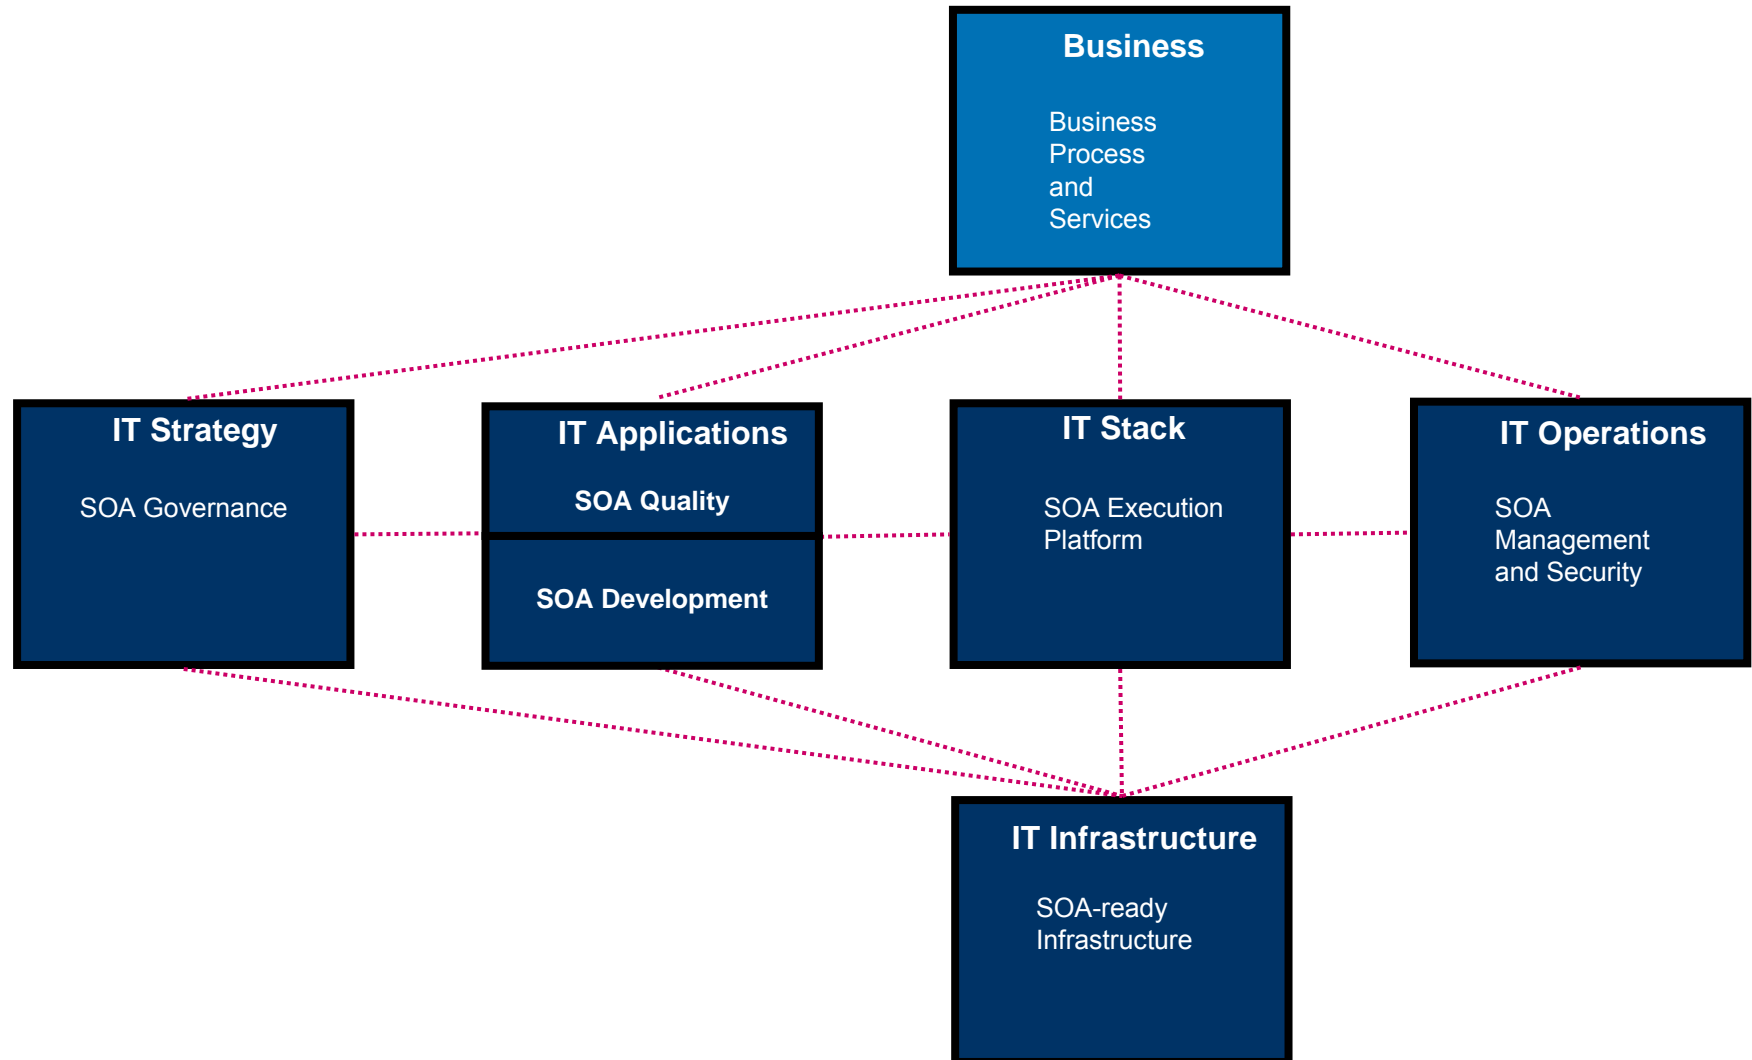 Business
Business
Process
and
Services
IT Strategy
SOA Governance
IT Applications
SOA Quality
SOA Development
IT Stack
SOA Execution
Platform
IT Operations
SOA
Management
and Security
IT Infrastructure
SOA-ready
Infrastructure